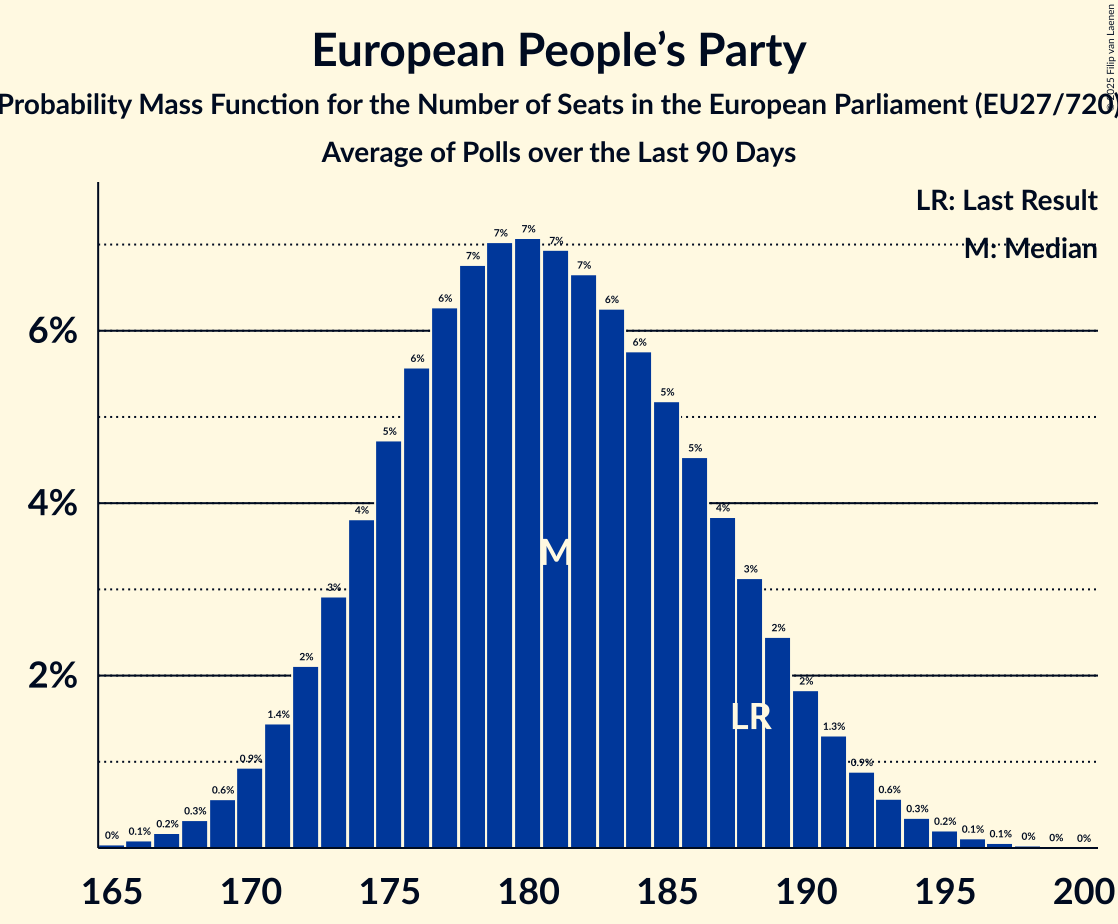 European People’s Party
Probability Mass Function for the Number of Seats in the European Parliament (EU27/720)
Average of Polls over the Last 90 Days
© 2025 Filip van Laenen
LR: Last Result
M: Median
6%
4%
2%
0% 0.1% 0.2% 0.3% 0.6% 0.9% 1.4% 2% 3% 4% 5% 6% 6% 7% 7% 7% 7% 7% 6% 6% 5% 5% 4% 3% 2% 2% 1.3% 0.9% 0.6% 0.3% 0.2% 0.1% 0.1% 0% 0% 0%
M
LR
165 170 175 180 185 190 195 200